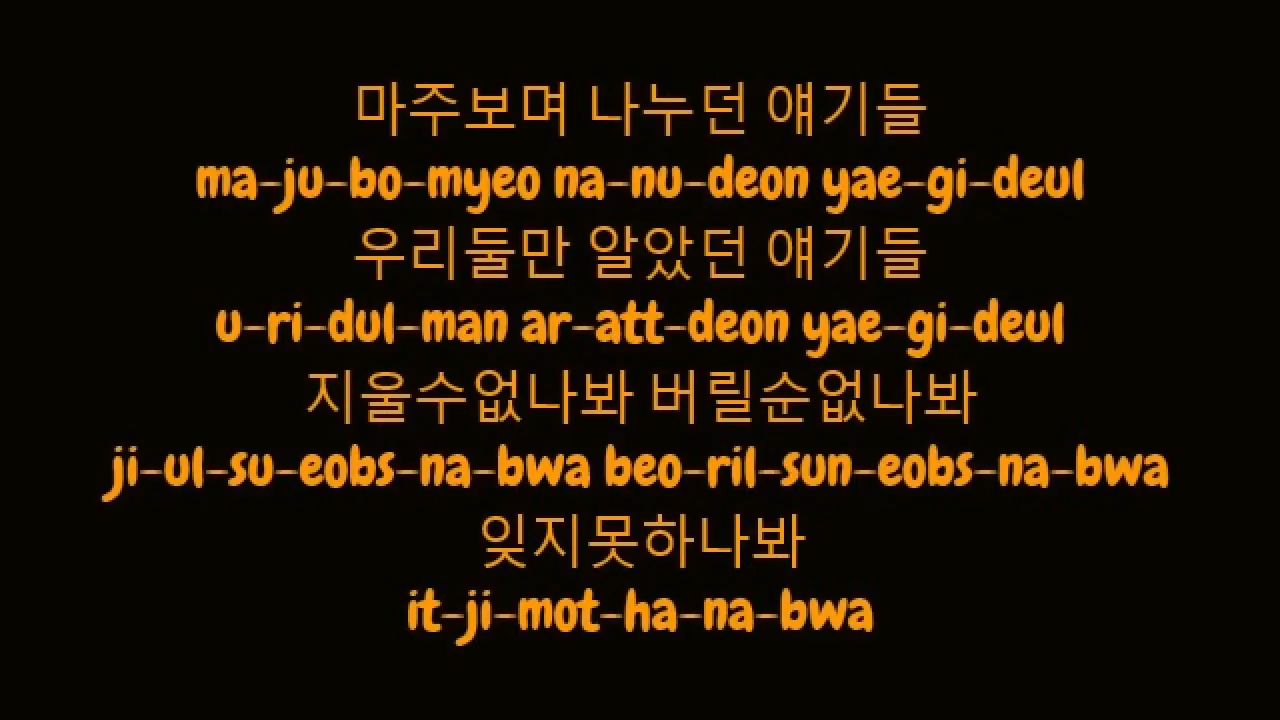 마주보며 나누던 얘기들
ma-ju-bo-myeo na-nu-deon yae-gi-deul
우리둘만 알았던 얘기들
u-ri-dul-man ar-att-deon yae-gi-deul
지울수없나봐 버릴순없나봐
ji-ul-su-eobs-na-bwa beo-ril-sun-eobs-na-bwa
잊지못하나봐
it-ji-mot-ha-na-bwa